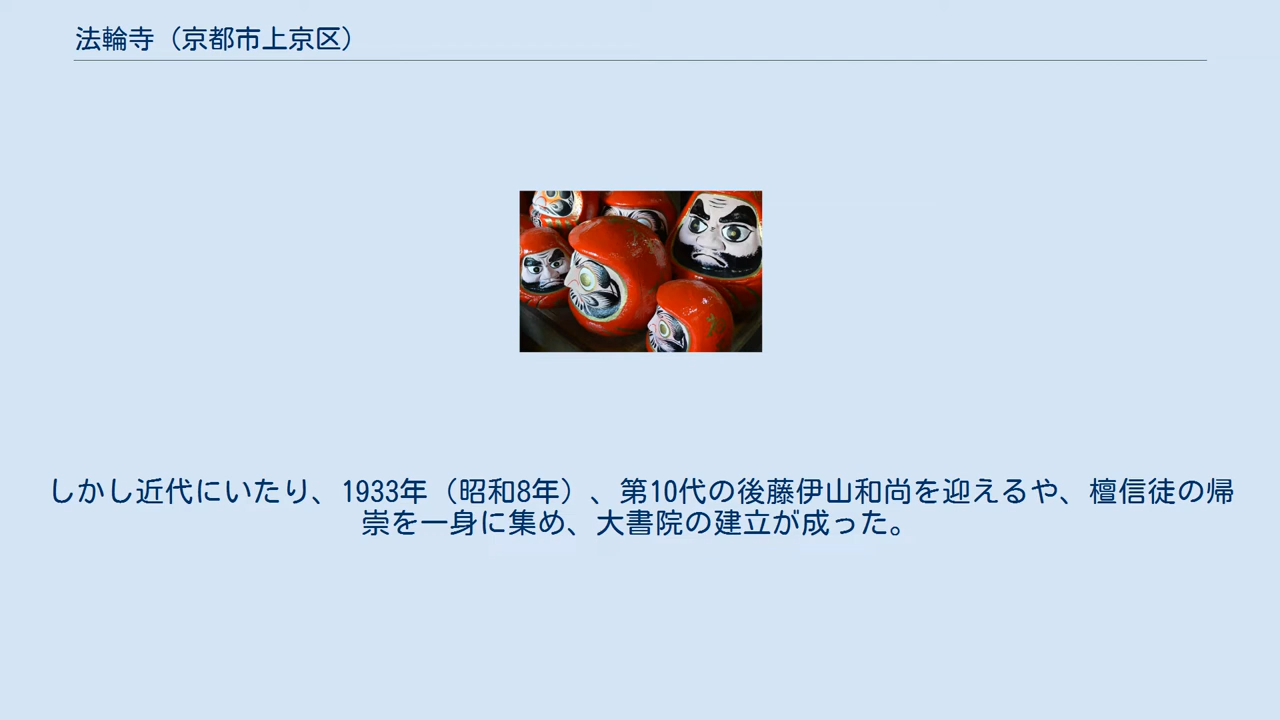 法輪寺（京都市上京区）
しかし近代にいたり、1933年（昭和8年）、第10代の後藤伊山和尚を迎えるや、檀信徒の帰
崇を一身に集め、大書院の建立が成った。